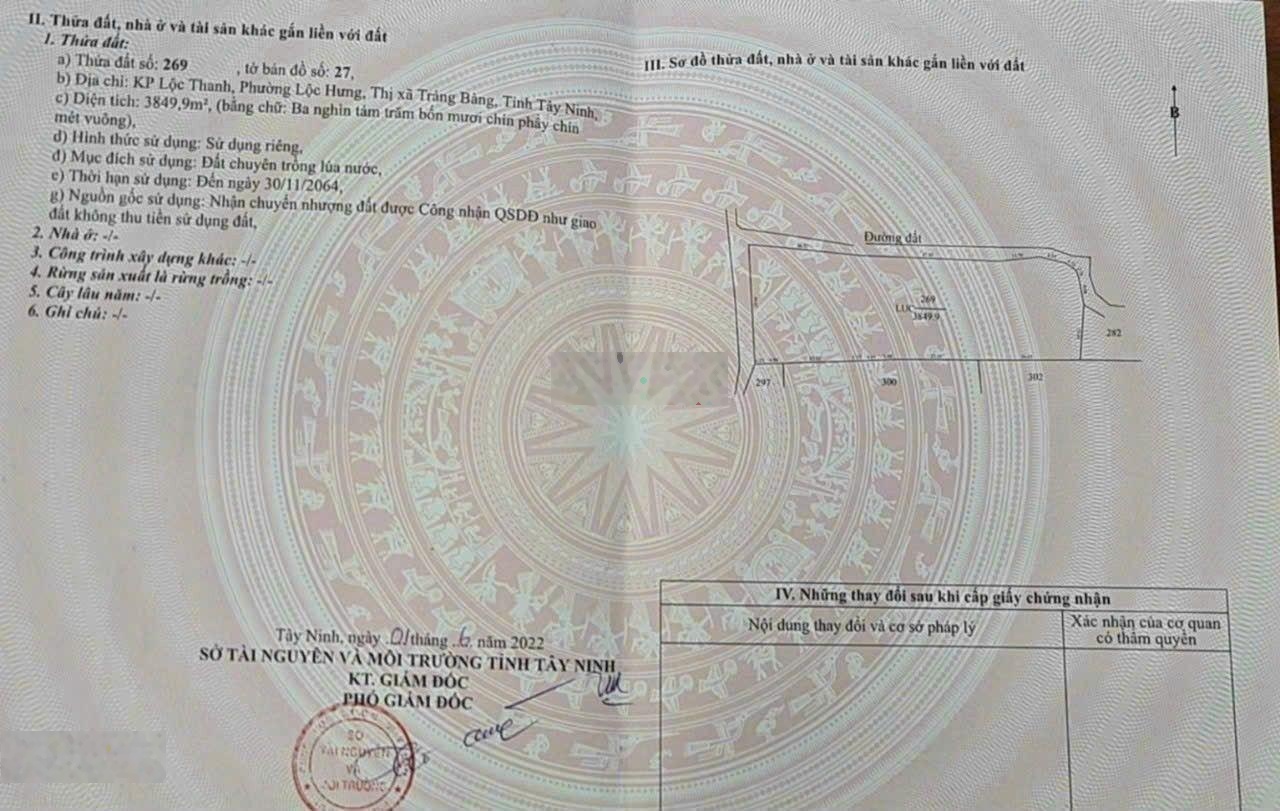 II. Thửa đất, nhà ở và tài sản khác gắn liền với đất
1. Thửa đất:
a) Thửa đất số: 269 , tờ bản đồ số: 27,
b) Địa chỉ: KP Lộc Thanh, Phường Lộc Hưng, Thị xã Trảng Bàng, Tỉnh Tây Ninh,
c) Diện tích: 3849,9m², (bằng chữ: Ba nghìn tám trăm bốn mươi chín phẩy chín
mét vuông),
d) Hình thức sử dụng: Sử dụng riêng,
đ) Mục đích sử dụng: Đất chuyên trồng lúa nước,
e) Thời hạn sử dụng: Đến ngày 30/11/2064,
g) Nguồn gốc sử dụng: Nhận chuyển nhượng đất được Công nhận QSDĐ như giao
đất không thu tiền sử dụng đất,
2. Nhà ở: -/-
3. Công trình xây dựng khác: -/-
4. Rừng sản xuất là rừng trồng: -/-
5. Cây lâu năm: -/-
6. Ghi chú: -/-
Tây Ninh, ngày 01 tháng 6 năm 2022
SỞ TÀI NGUYÊN VÀ MÔI TRƯỜNG TỈNH TÂY NINH
KT. GIÁM ĐỐC
PHÓ GIÁM ĐỐC
SỞ
TÀI NGUYÊN
VÀ
MÔI TRƯỜNG
III. Sơ đồ thửa đất, nhà ở và tài sản khác gắn liền với đất
B
Đường đất
LUC 269
3849.9
282
297
300
302
IV. Những thay đổi sau khi cấp giấy chứng nhận
Nội dung thay đổi và cơ sở pháp lý
Xác nhận của cơ quan
có thẩm quyền